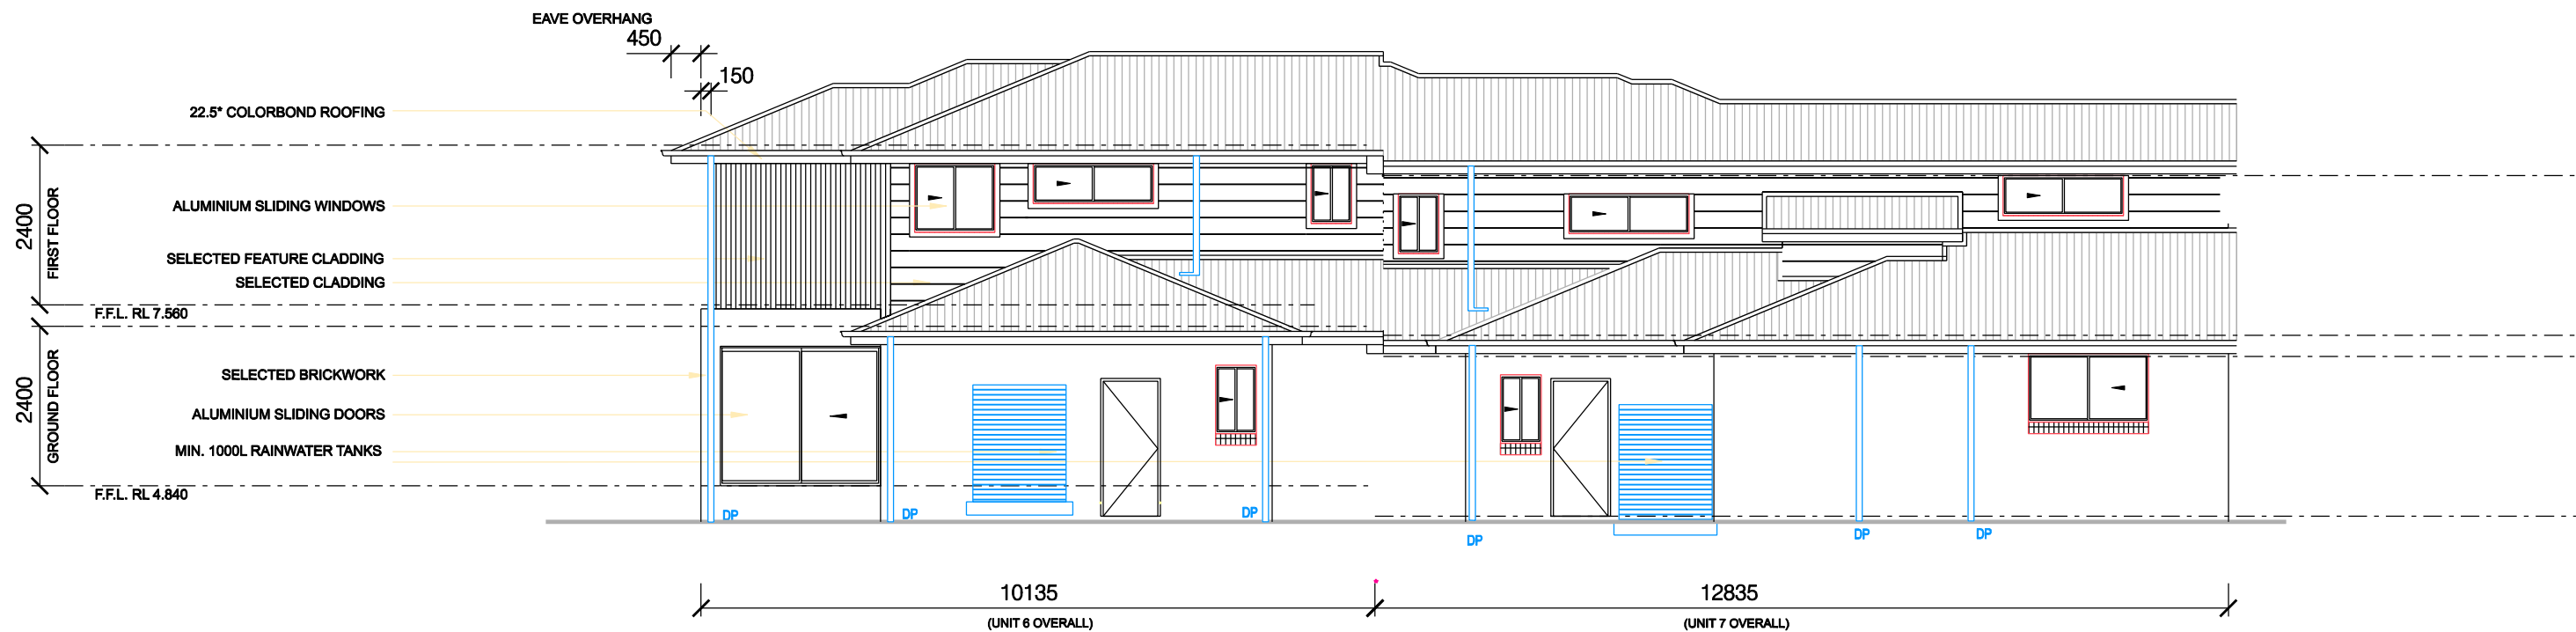 EAVE OVERHANG
450
150
22.5* COLORBOND ROOFING
2400
FIRST FLOOR
ALUMINIUM SLIDING WINDOWS
SELECTED FEATURE CLADDING
SELECTED CLADDING
F.F.L. RL 7.560
2400
GROUND FLOOR
SELECTED BRICKWORK
ALUMINIUM SLIDING DOORS
MIN. 1000L RAINWATER TANKS
F.F.L. RL 4.840
DP
DP
DP
DP
DP
DP
10135
(UNIT 6 OVERALL)
12835
(UNIT 7 OVERALL)